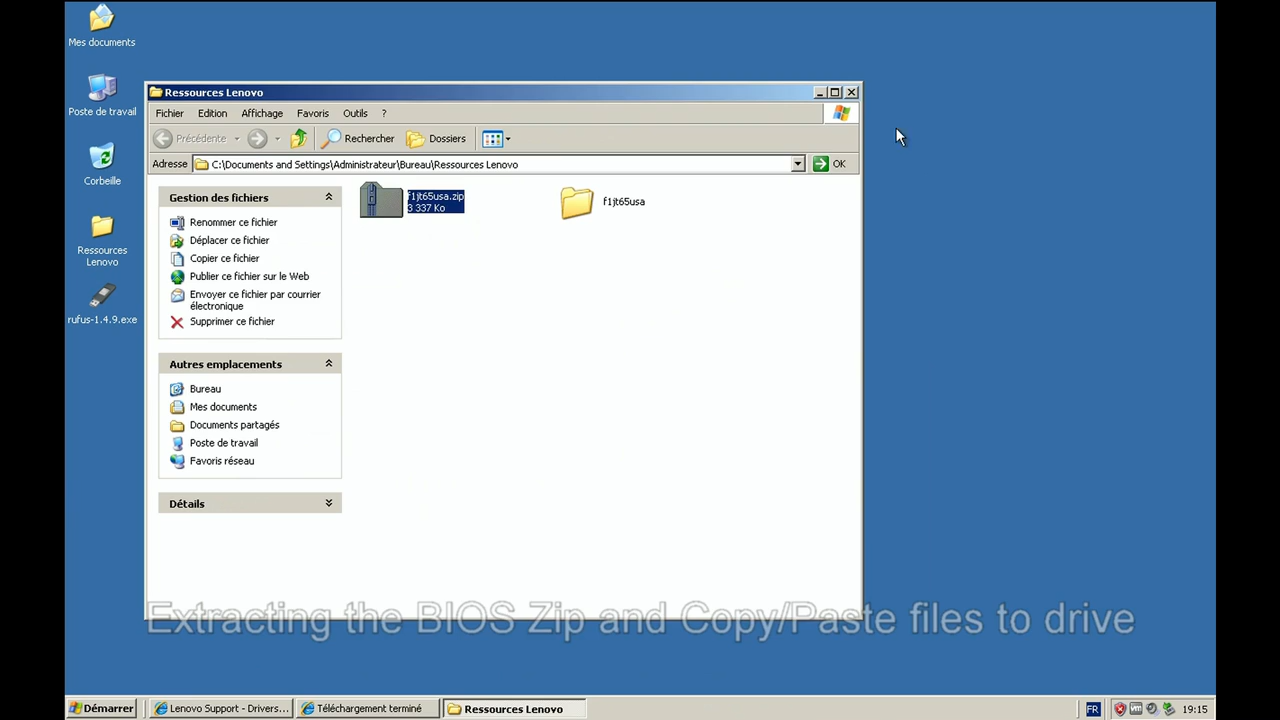 Mes documents
Poste de travail
Corbeille
Ressources
Lenovo
rufus-1.4.9.exe
Ressources Lenovo
Fichier Edition Affichage Favoris Outils ?
Précédente Rechercher Dossiers
Adresse C:\Documents and Settings\Administrateur\Bureau\Ressources Lenovo OK
Gestion des fichiers
Renommer ce fichier
Déplacer ce fichier
Copier ce fichier
Publier ce fichier sur le Web
Envoyer ce fichier par courrier
électronique
Supprimer ce fichier
Autres emplacements
Bureau
Mes documents
Documents partagés
Poste de travail
Favoris réseau
Détails
f1jt65usa.zip
3 337 Ko
f1jt65usa
Extracting the BIOS Zip and Copy/Paste files to drive
Démarrer Lenovo Support - Drivers... Téléchargement terminé Ressources Lenovo FR 19:15